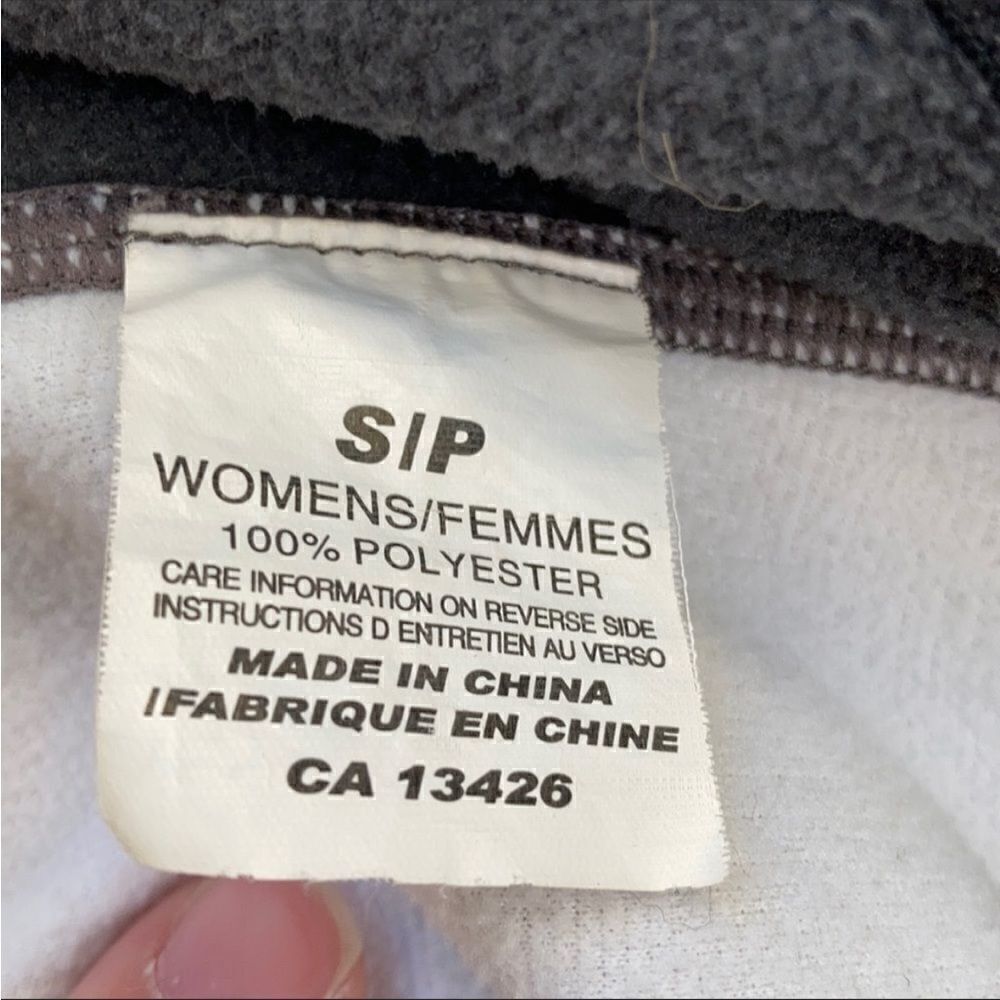 S/P
WOMENS/FEMMES
100% POLYESTER
CARE INFORMATION ON REVERSE SIDE
INSTRUCTIONS D ENTRETIEN AU VERSO
MADE IN CHINA
/FABRIQUE EN CHINE
CA 13426